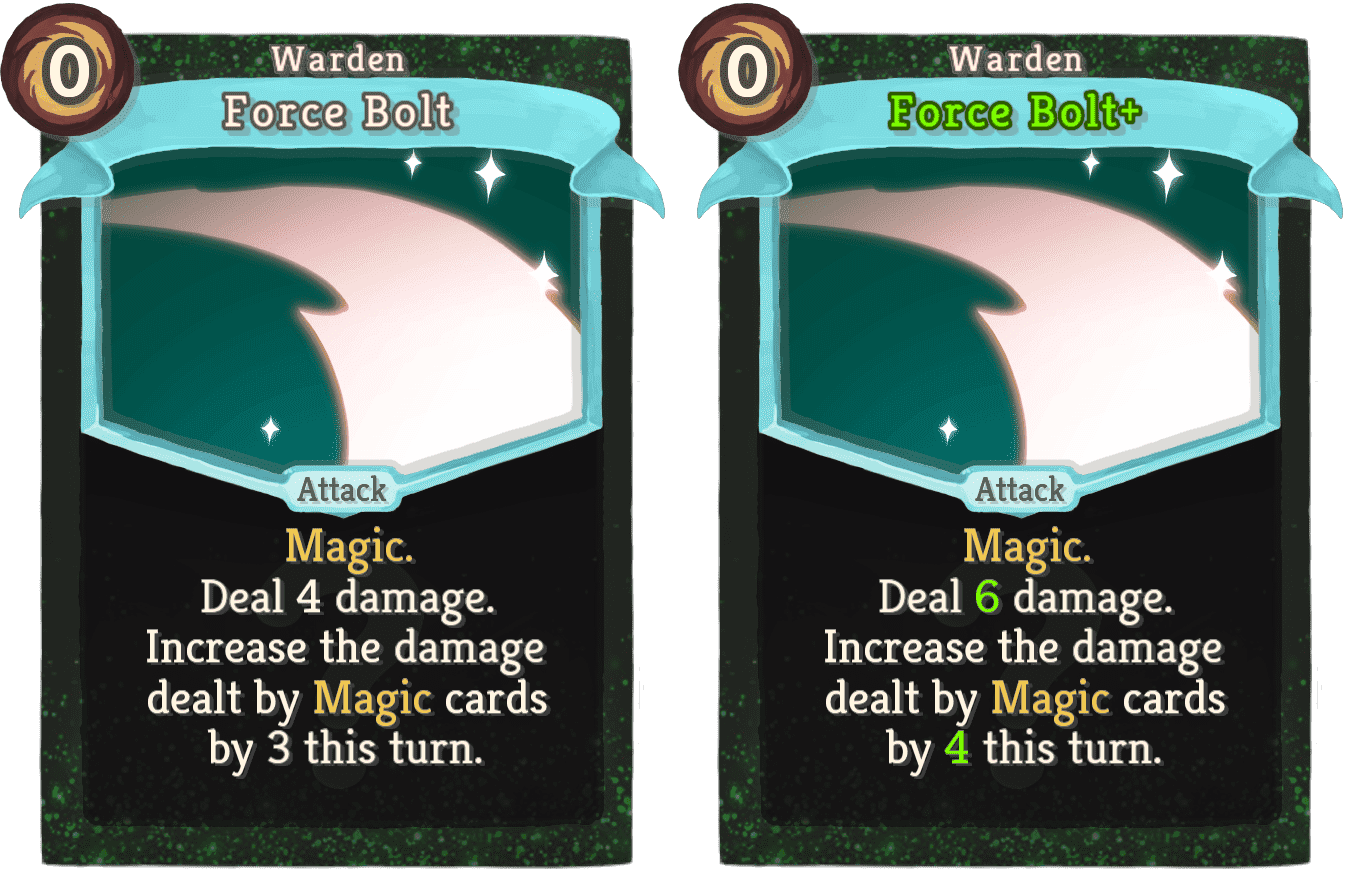 0
Warden
Force Bolt
Attack
Magic.
Deal 4 damage.
Increase the damage
dealt by Magic cards
by 3 this turn.
0
Warden
Force Bolt+
Attack
Magic.
Deal 6 damage.
Increase the damage
dealt by Magic cards
by 4 this turn.